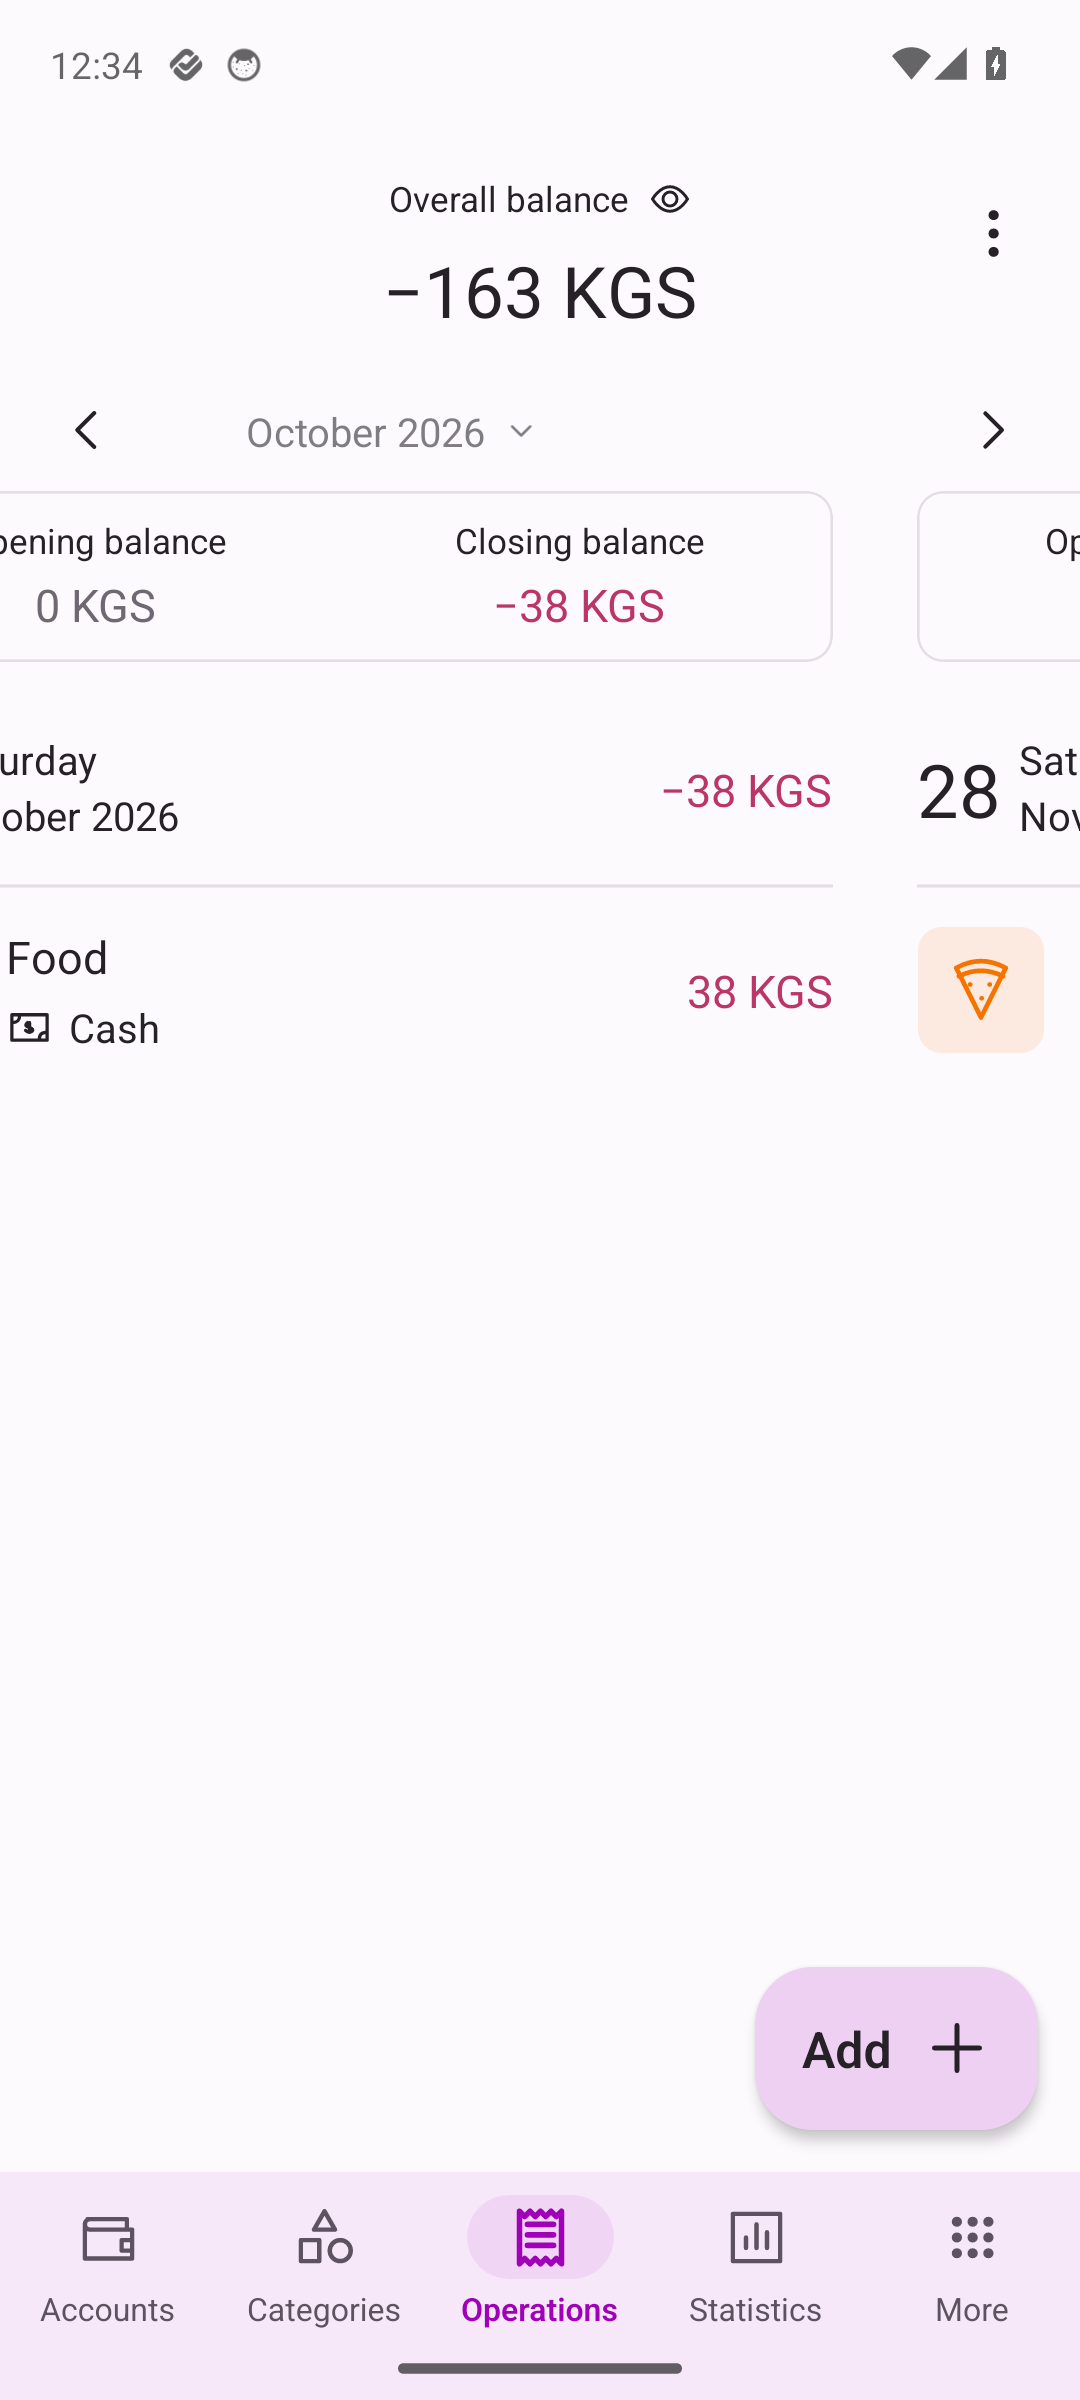 12:34
Overall balance
−163 KGS
October 2026
pening balance
Closing balance
Op
0 KGS
−38 KGS
urday
ober 2026
−38 KGS
28
Sat
Nov
Food
Cash
38 KGS
Add
Accounts
Categories
Operations
Statistics
More